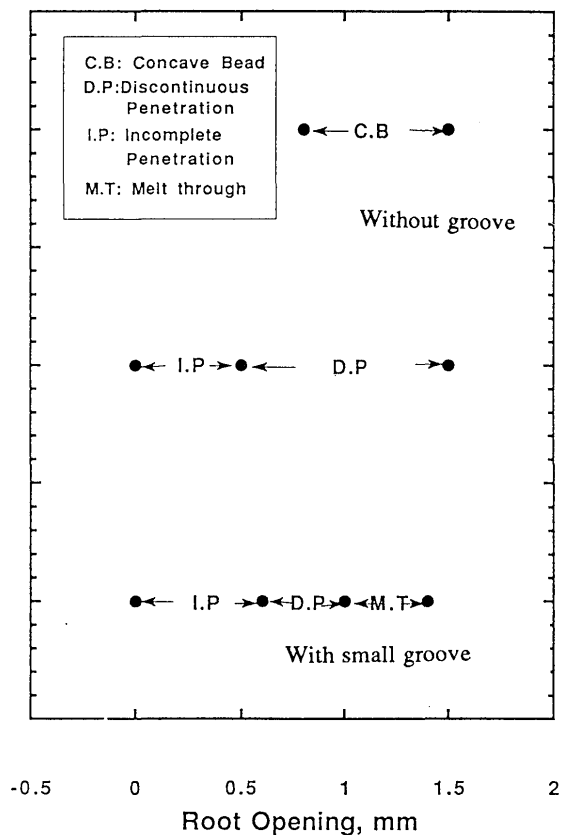 C.B: Concave Bead
D.P:Discontinuous
Penetration
I.P: Incomplete
Penetration
M.T: Melt through
C.B
Without groove
I.P
D.P
I.P
D.P
M.T
With small groove
-0.5 0 0.5 1 1.5 2
Root Opening, mm